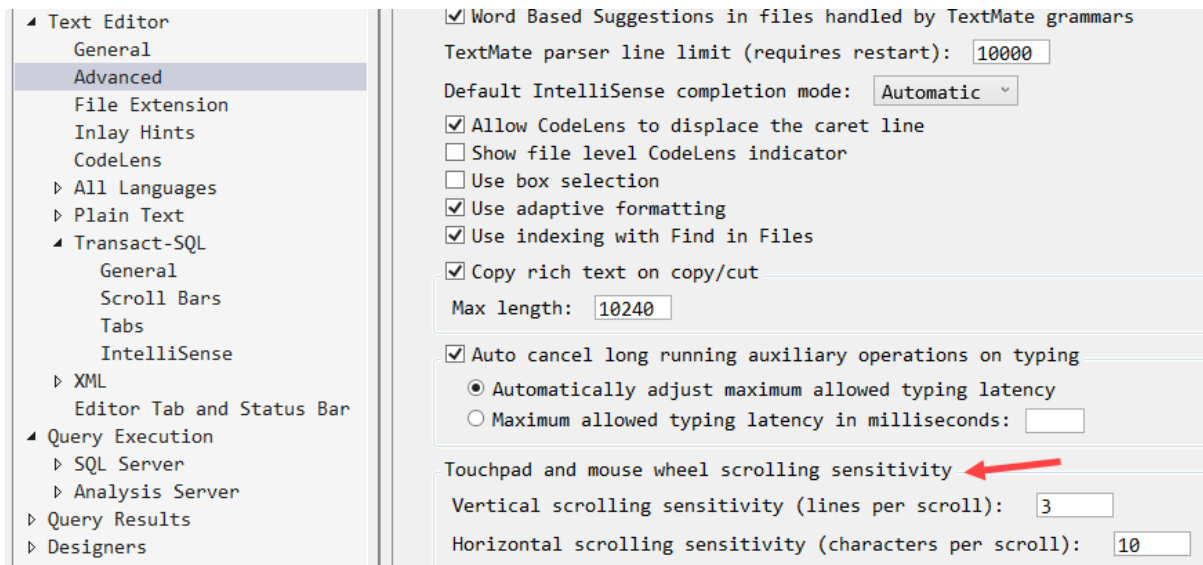 Text Editor
General
Advanced
File Extension
Inlay Hints
CodeLens
All Languages
Plain Text
Transact-SQL
General
Scroll Bars
Tabs
IntelliSense
XML
Editor Tab and Status Bar
Query Execution
SQL Server
Analysis Server
Query Results
Designers
Word Based Suggestions in files handled by TextMate grammars
TextMate parser line limit (requires restart): 10000
Default IntelliSense completion mode: Automatic
Allow CodeLens to displace the caret line
Show file level CodeLens indicator
Use box selection
Use adaptive formatting
Use indexing with Find in Files
Copy rich text on copy/cut
Max length: 10240
Auto cancel long running auxiliary operations on typing
Automatically adjust maximum allowed typing latency
Maximum allowed typing latency in milliseconds:
Touchpad and mouse wheel scrolling sensitivity
Vertical scrolling sensitivity (lines per scroll): 3
Horizontal scrolling sensitivity (characters per scroll): 10